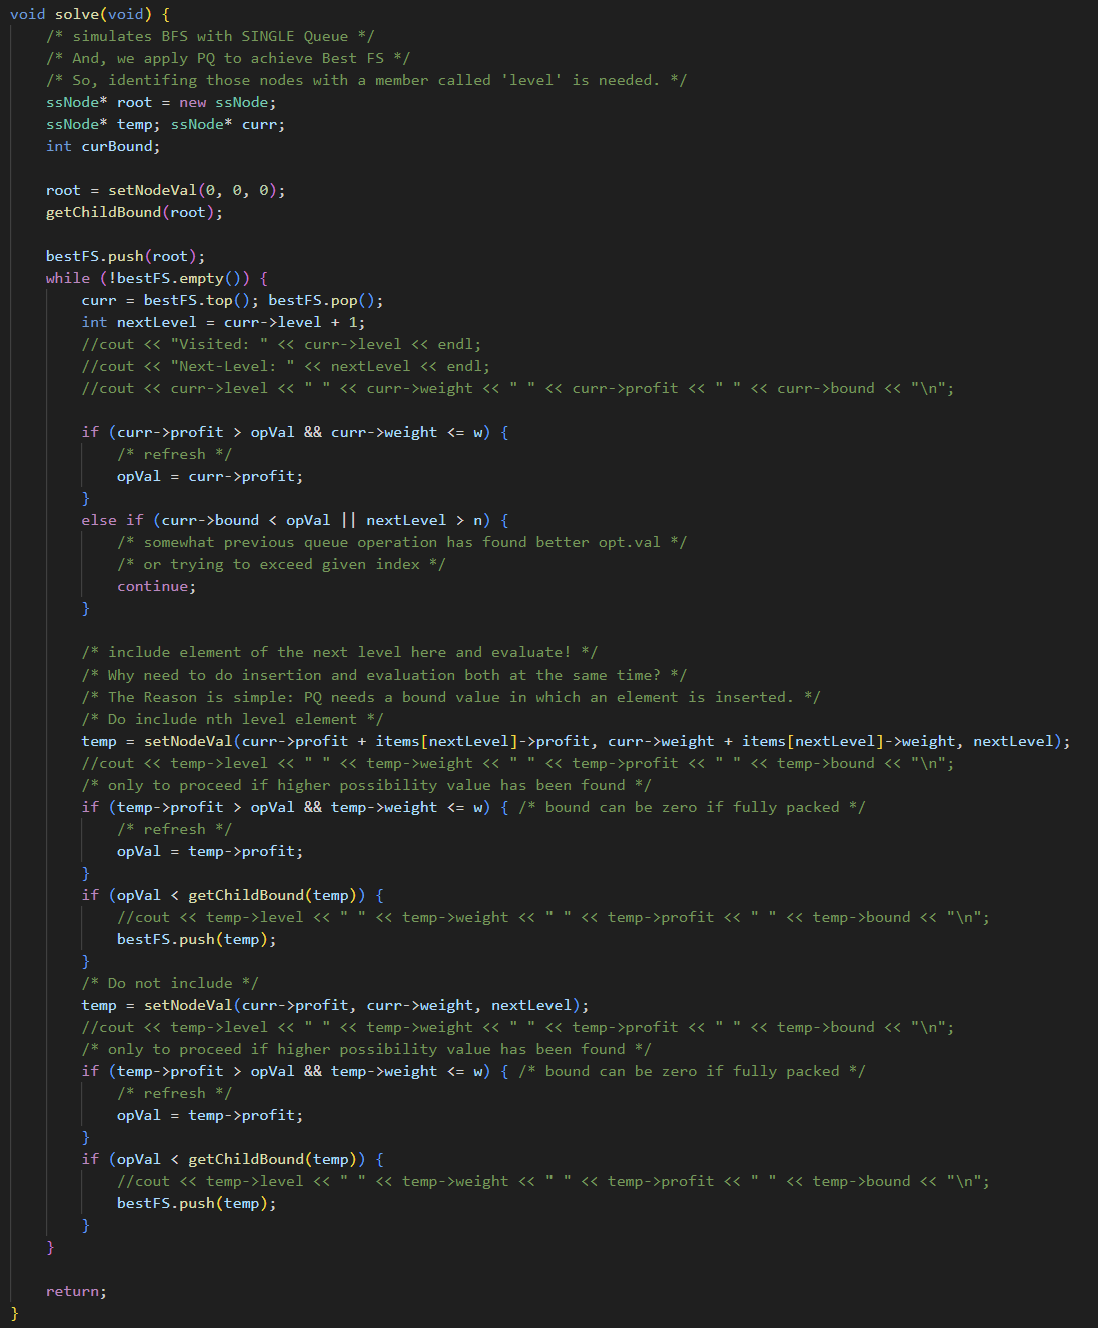 void solve(void) {
/* simulates BFS with SINGLE Queue */
/* And, we apply PQ to achieve Best FS */
/* So, identifing those nodes with a member called 'level' is needed. */
ssNode* root = new ssNode;
ssNode* temp; ssNode* curr;
int curBound;
root = setNodeVal(0, 0, 0);
getChildBound(root);
bestFS.push(root);
while (!bestFS.empty()) {
curr = bestFS.top(); bestFS.pop();
int nextLevel = curr->level + 1;
//cout << "Visited: " << curr->level << endl;
//cout << "Next-Level: " << nextLevel << endl;
//cout << curr->level << " " << curr->weight << " " << curr->profit << " " << curr->bound << "\n";
if (curr->profit > opVal && curr->weight <= w) {
/* refresh */
opVal = curr->profit;
}
else if (curr->bound < opVal || nextLevel > n) {
/* somewhat previous queue operation has found better opt.val */
/* or trying to exceed given index */
continue;
}
/* include element of the next level here and evaluate! */
/* Why need to do insertion and evaluation both at the same time? */
/* The Reason is simple: PQ needs a bound value in which an element is inserted. */
/* Do include nth level element */
temp = setNodeVal(curr->profit + items[nextLevel]->profit, curr->weight + items[nextLevel]->weight, nextLevel);
//cout << temp->level << " " << temp->weight << " " << temp->profit << " " << temp->bound << "\n";
/* only to proceed if higher possibility value has been found */
if (temp->profit > opVal && temp->weight <= w) { /* bound can be zero if fully packed */
/* refresh */
opVal = temp->profit;
}
if (opVal < getChildBound(temp)) {
//cout << temp->level << " " << temp->weight << " " << temp->profit << " " << temp->bound << "\n";
bestFS.push(temp);
}
/* Do not include */
temp = setNodeVal(curr->profit, curr->weight, nextLevel);
//cout << temp->level << " " << temp->weight << " " << temp->profit << " " << temp->bound << "\n";
/* only to proceed if higher possibility value has been found */
if (temp->profit > opVal && temp->weight <= w) { /* bound can be zero if fully packed */
/* refresh */
opVal = temp->profit;
}
if (opVal < getChildBound(temp)) {
//cout << temp->level << " " << temp->weight << " " << temp->profit << " " << temp->bound << "\n";
bestFS.push(temp);
}
}
return;
}